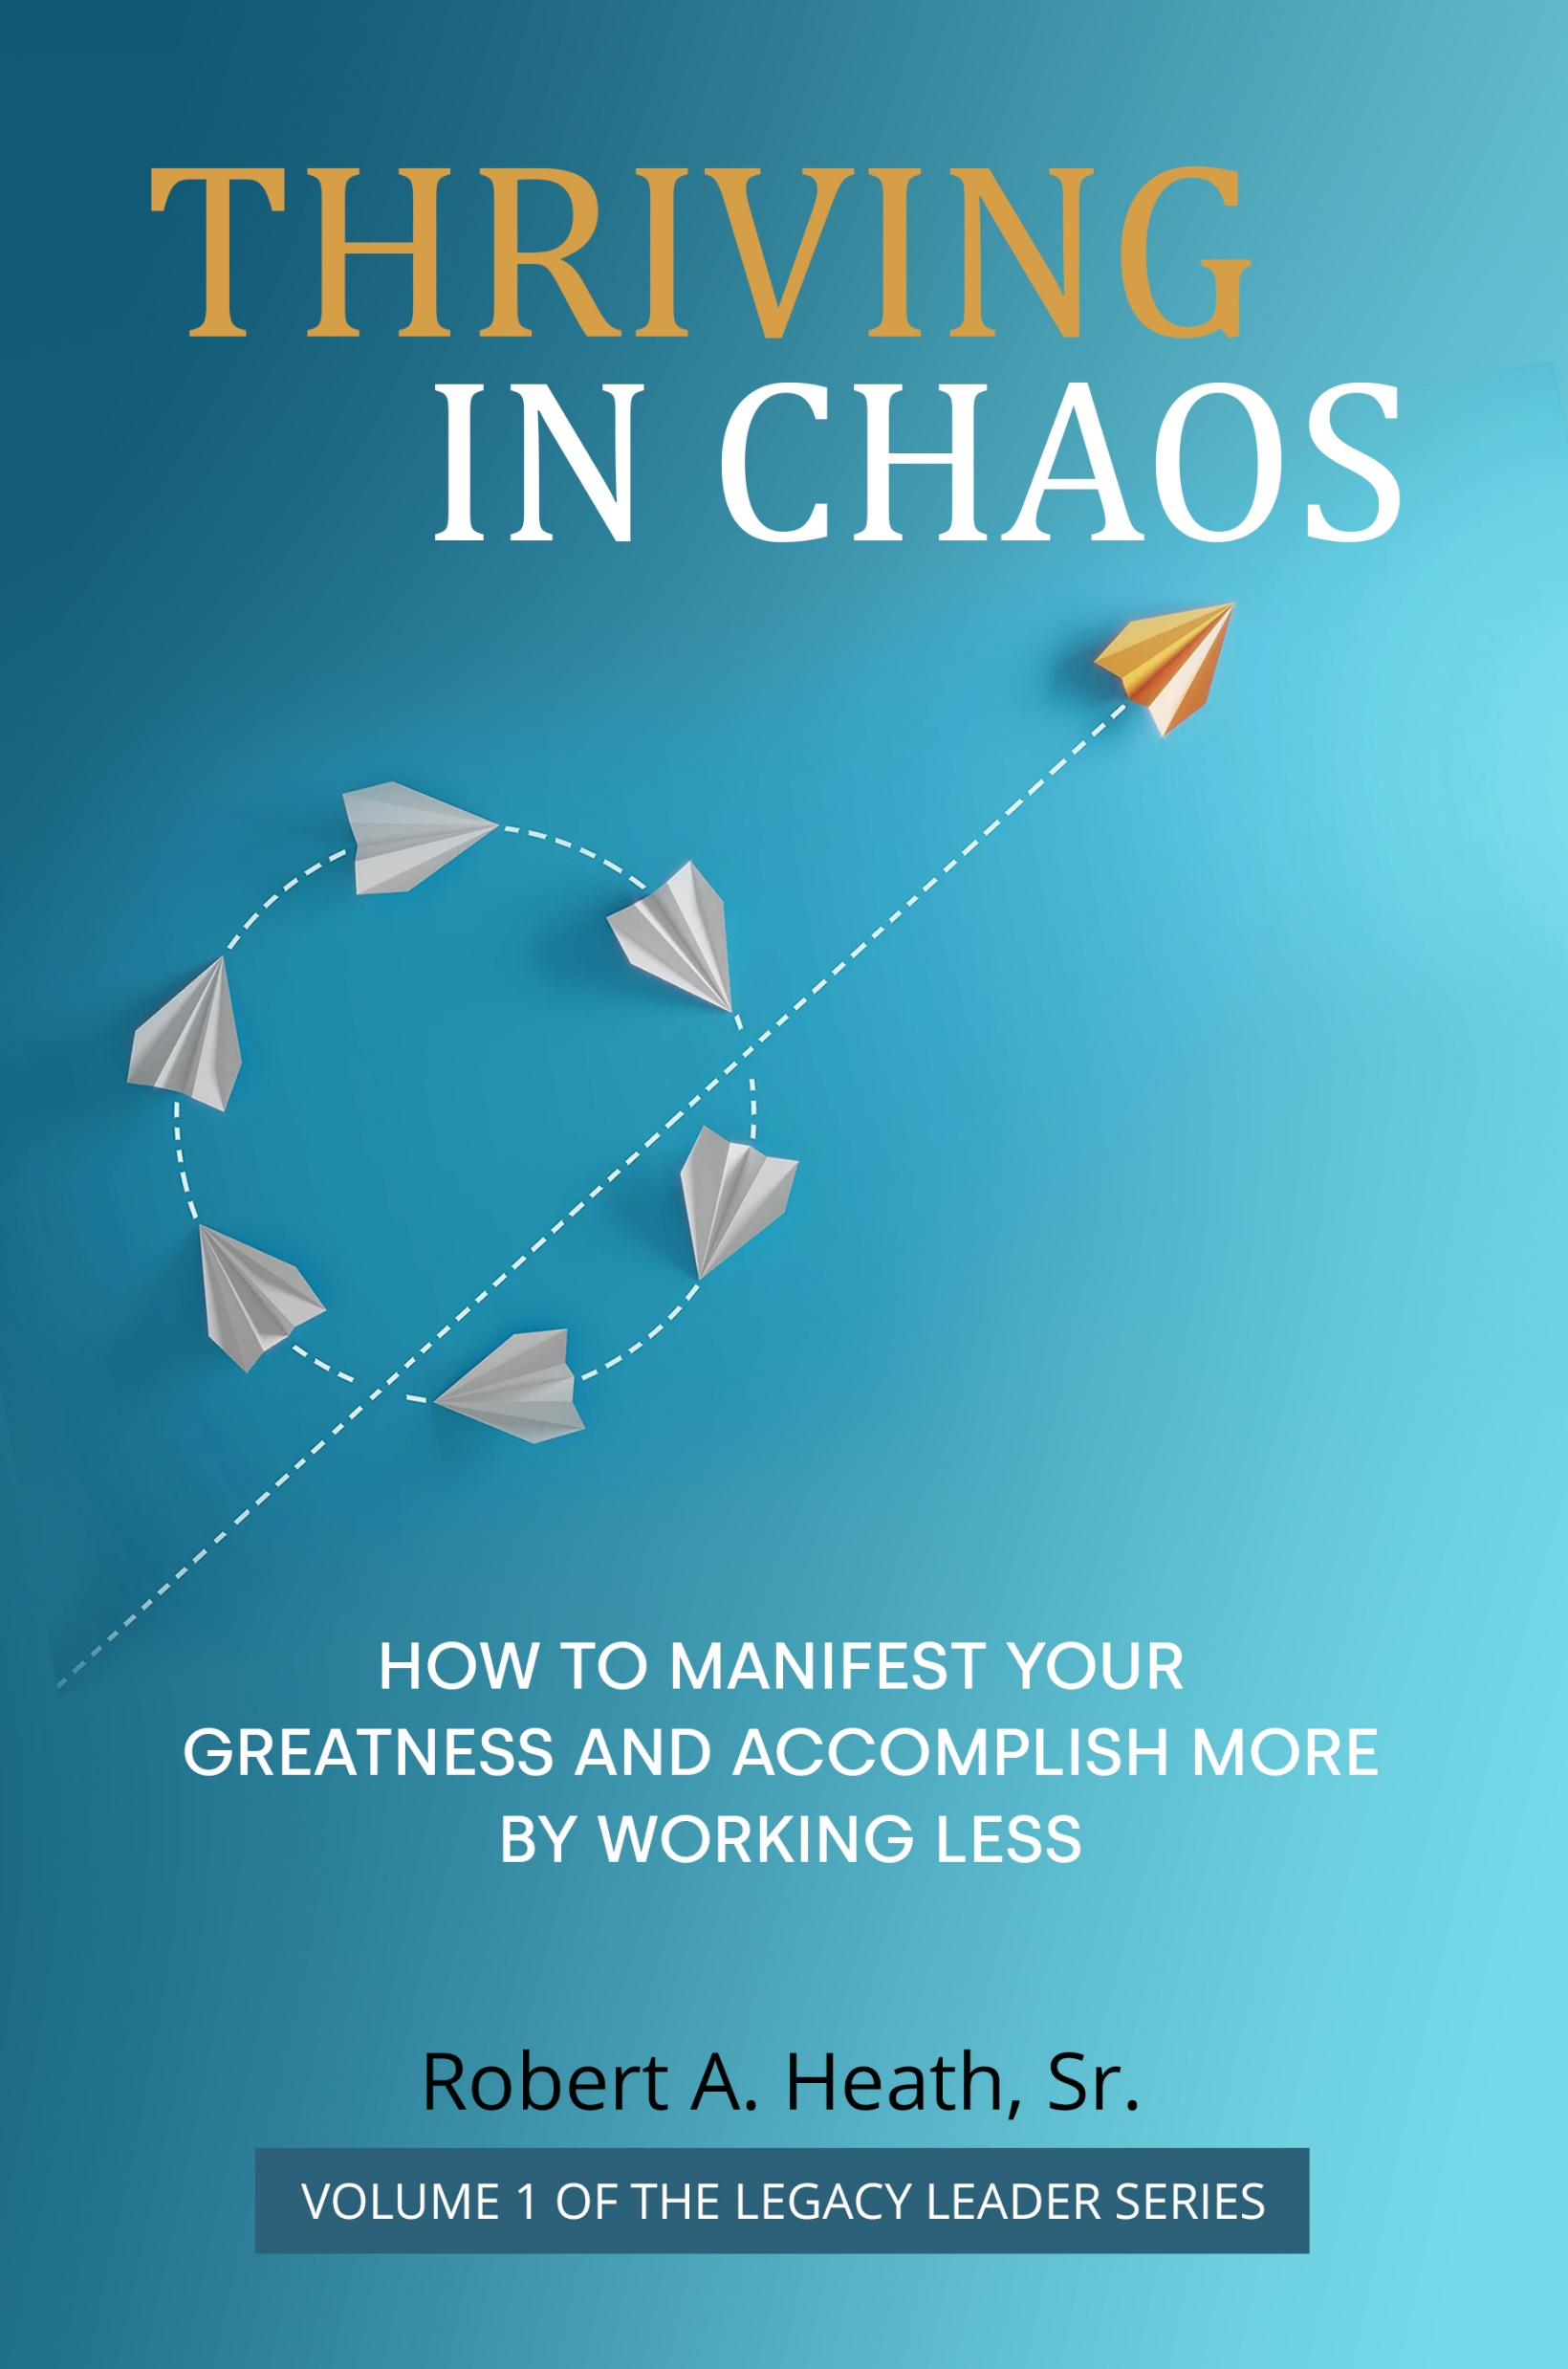 THRIVING
IN CHAOS
HOW TO MANIFEST YOUR
GREATNESS AND ACCOMPLISH MORE
BY WORKING LESS
Robert A. Heath, Sr.
VOLUME 1 OF THE LEGACY LEADER SERIES